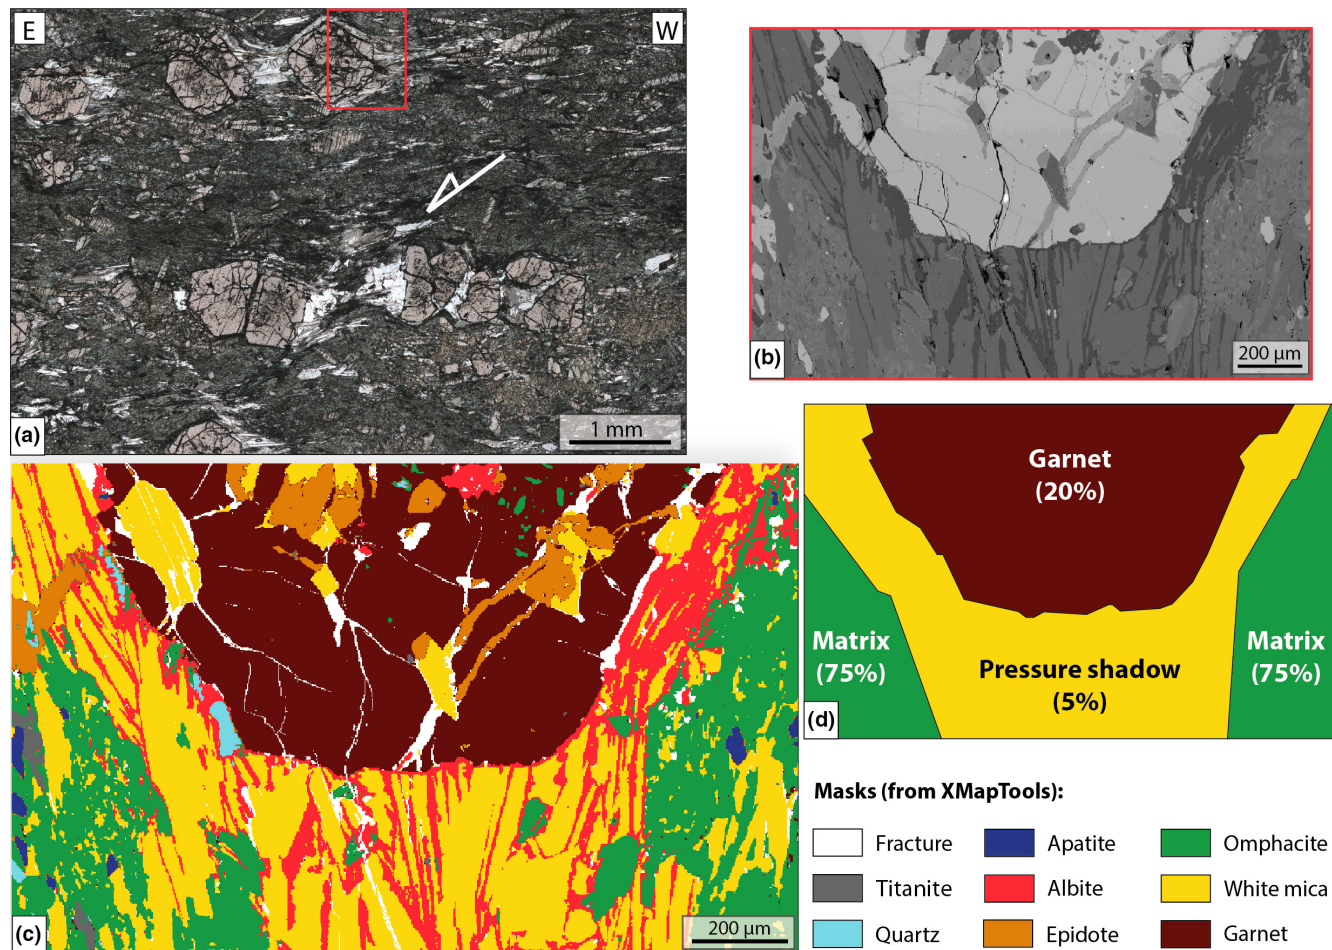 E
W
(a)
1 mm
(b)
200 µm
(c)
200 µm
Garnet
(20%)
Matrix
(75%)
Pressure shadow
(5%)
Matrix
(75%)
(d)
Masks (from XMapTools):
Fracture
Apatite
Omphacite
Titanite
Albite
White mica
Quartz
Epidote
Garnet